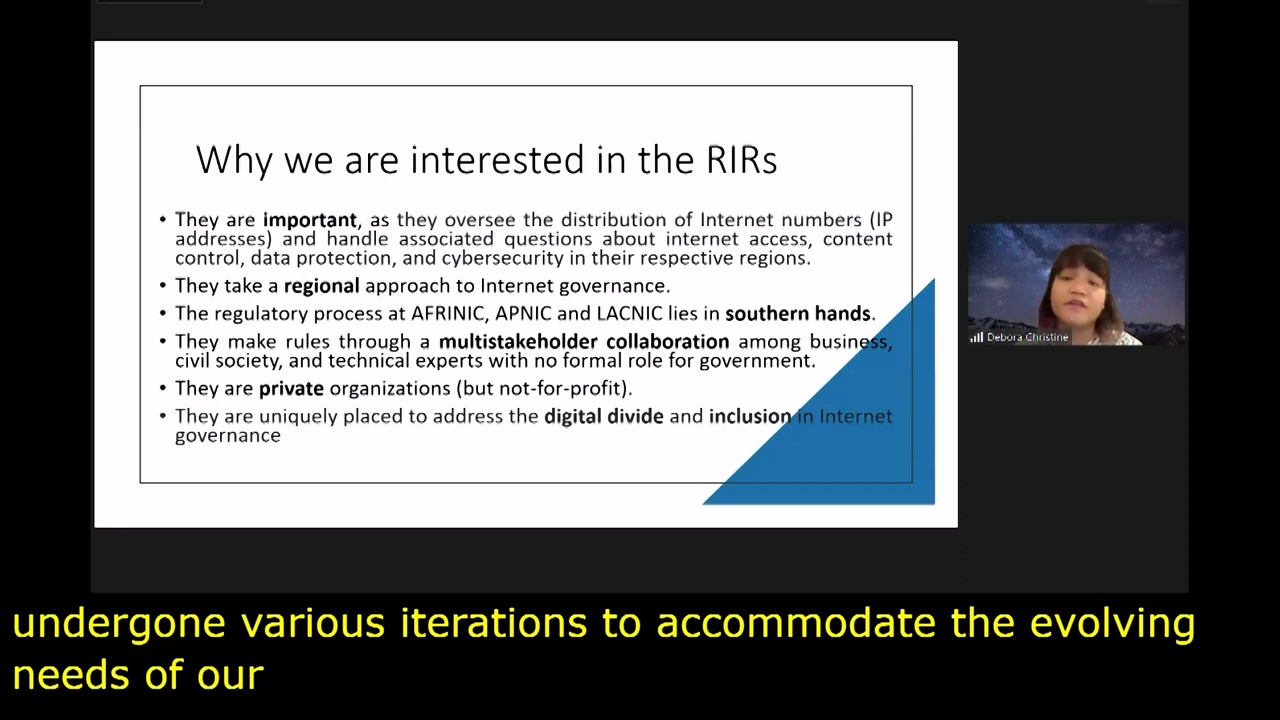 Why we are interested in the RIRs
• They are important, as they oversee the distribution of Internet numbers (IP
addresses) and handle associated questions about internet access, content
control, data protection, and cybersecurity in their respective regions.
• They take a regional approach to Internet governance.
• The regulatory process at AFRINIC, APNIC and LACNIC lies in southern hands.
• They make rules through a multistakeholder collaboration among business,
civil society, and technical experts with no formal role for government.
• They are private organizations (but not-for-profit).
• They are uniquely placed to address the digital divide and inclusion in Internet
governance
Debora Christine
undergone various iterations to accommodate the evolving
needs of our